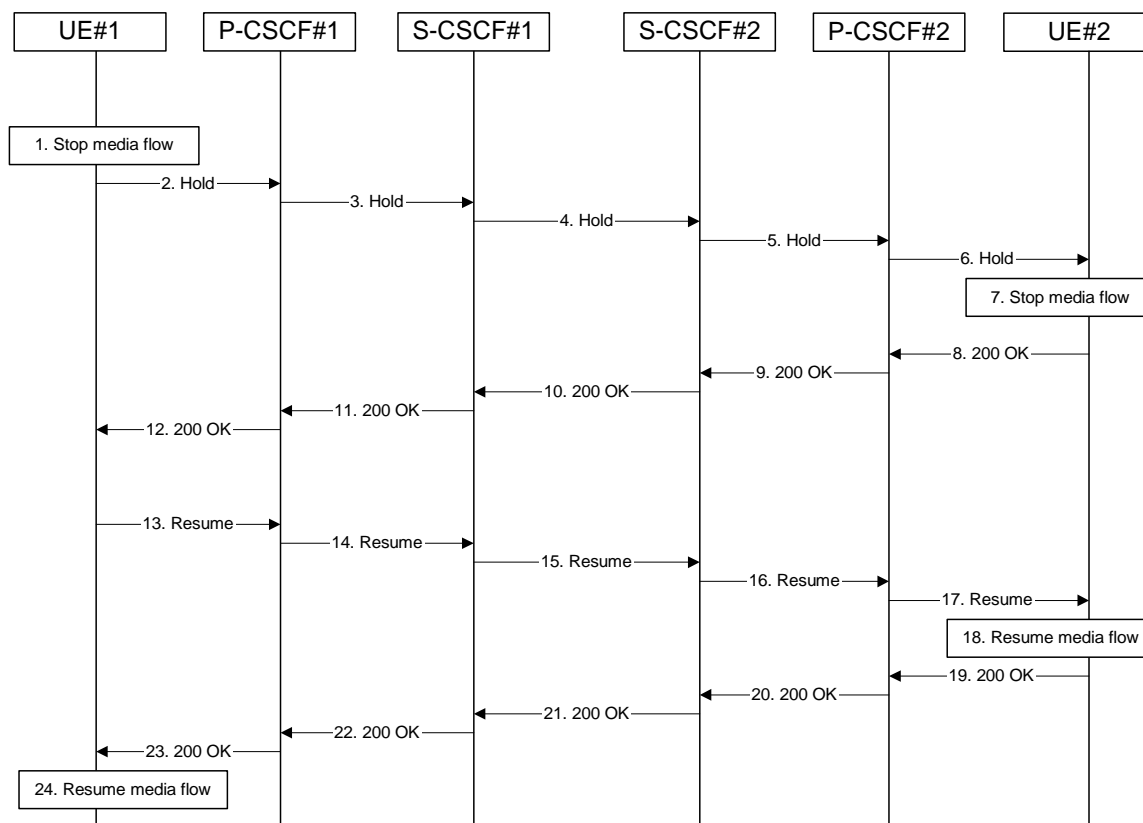 UE#1
P-CSCF#1
S-CSCF#1
S-CSCF#2
P-CSCF#2
UE#2
1. Stop media flow
2. Hold
3. Hold
4. Hold
5. Hold
6. Hold
7. Stop media flow
8. 200 OK
9. 200 OK
10. 200 OK
11. 200 OK
12. 200 OK
13. Resume
14. Resume
15. Resume
16. Resume
17. Resume
18. Resume media flow
19. 200 OK
20. 200 OK
21. 200 OK
22. 200 OK
23. 200 OK
24. Resume media flow